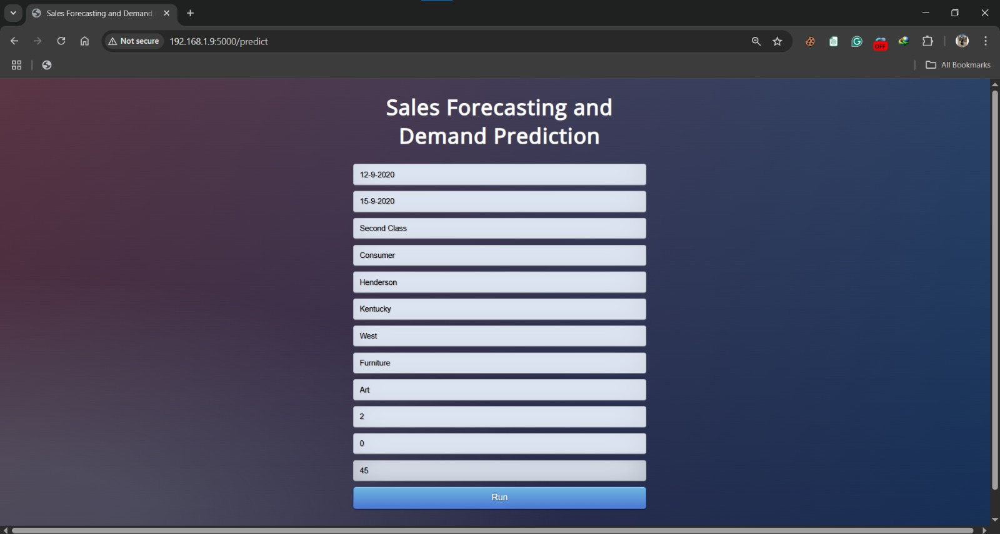 Sales Forecasting and Demand
Not secure
192.168.1.9:5000/predict
OFF
All Bookmarks
Sales Forecasting and
Demand Prediction
12-9-2020
15-9-2020
Second Class
Consumer
Henderson
Kentucky
West
Furniture
Art
2
0
45
Run